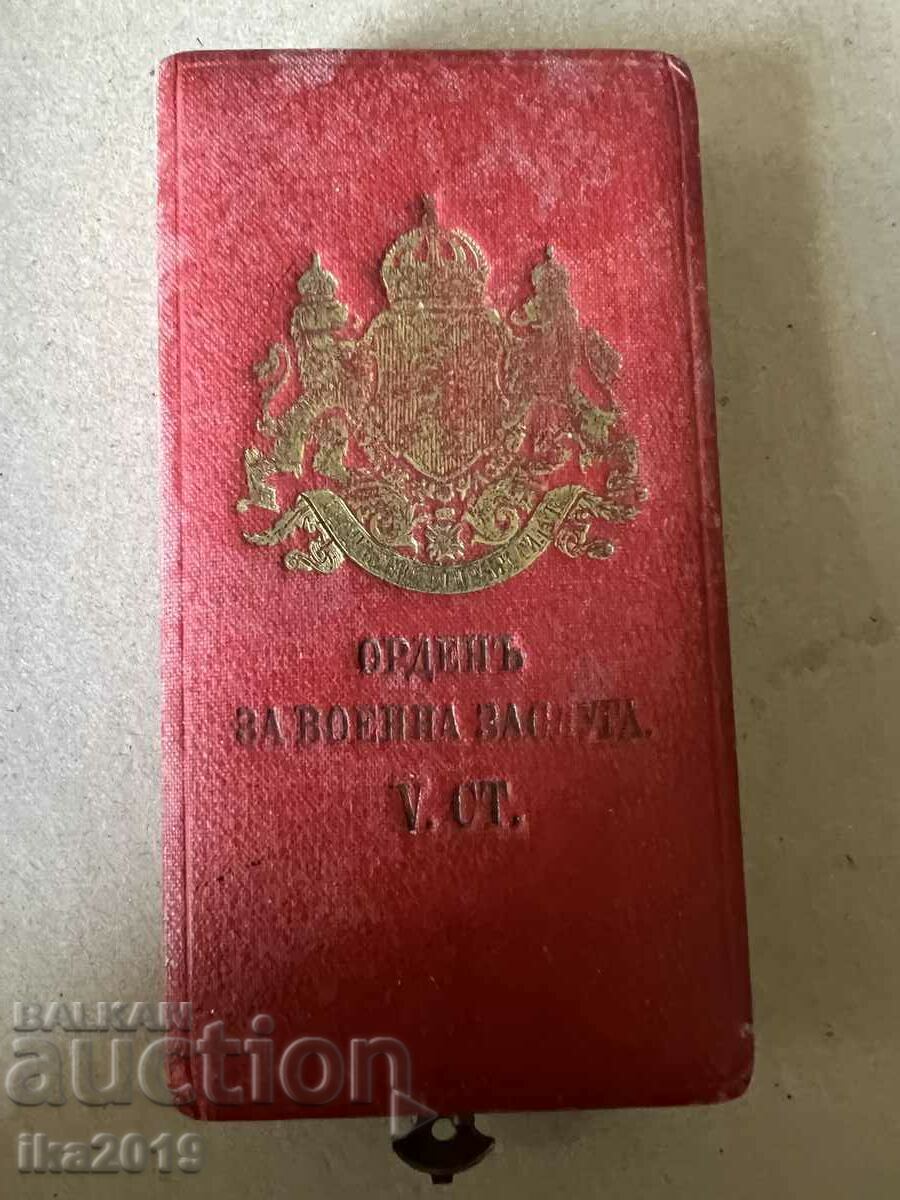 ОРДЕНЪ
ЗА ВОЕННА ЗАСЛУГА.
V. СТ.
BALKAN
auction
ika2019